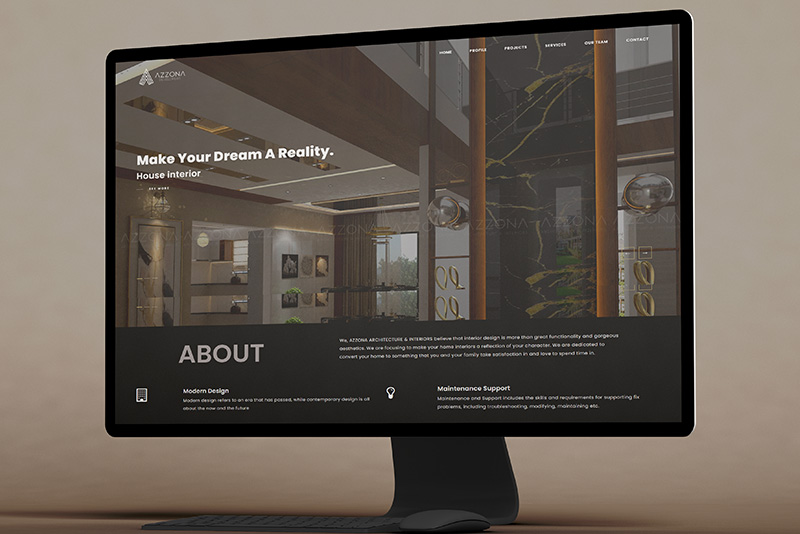 HOME PROFILE PROJECTS SERVICES OUR TEAM CONTACT
AZZONA
Make Your Dream A Reality.
House Interior
SEE MORE
AZZONA AZZONA AZZONA AZZONA
ABOUT
We, AZZONA ARCHITECTURE & INTERIORS believe that interior design is more than great functionality and gorgeous
aesthetics. We are focusing to make your home interiors a reflection of your character. We are dedicated to
convert your home to something that you and your family take satisfaction in and love to spend time in.
Modern Design
Modern design refers to an era that has passed, while contemporary design is all
about the now and the future
Maintenance Support
Maintenance and Support includes the skills and requirements for supporting fix
problems, including troubleshooting, modifying, maintaining etc.